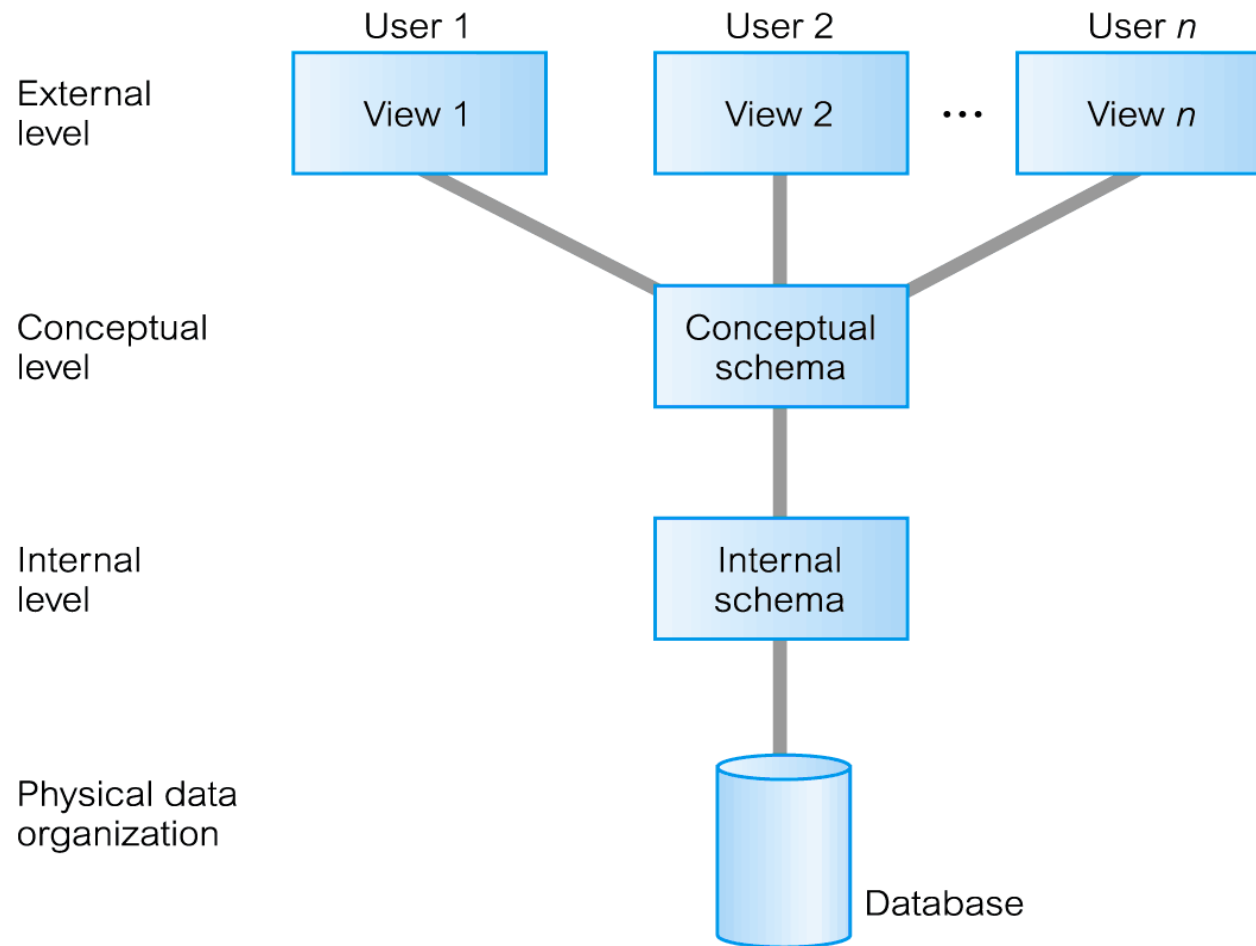 User 1
User 2
User n
External
level
View 1
View 2
...
View n
Conceptual
level
Conceptual
schema
Internal
level
Internal
schema
Physical data
organization
Database